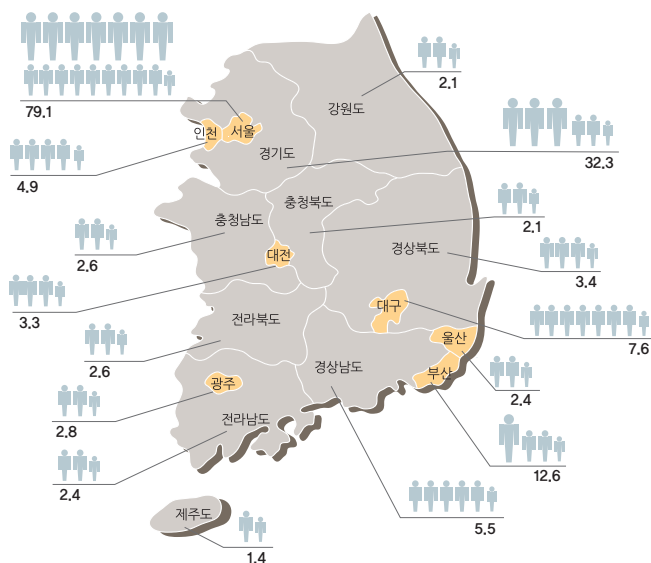 79.1
2.1
강원도
인천
서울
경기도
32.3
4.9
충청북도
2.1
충청남도
2.6
경상북도
대전
3.4
3.3
대구
전라북도
7.6
울산
2.6
경상남도
부산
2.4
광주
2.8
전라남도
12.6
2.4
제주도
5.5
1.4